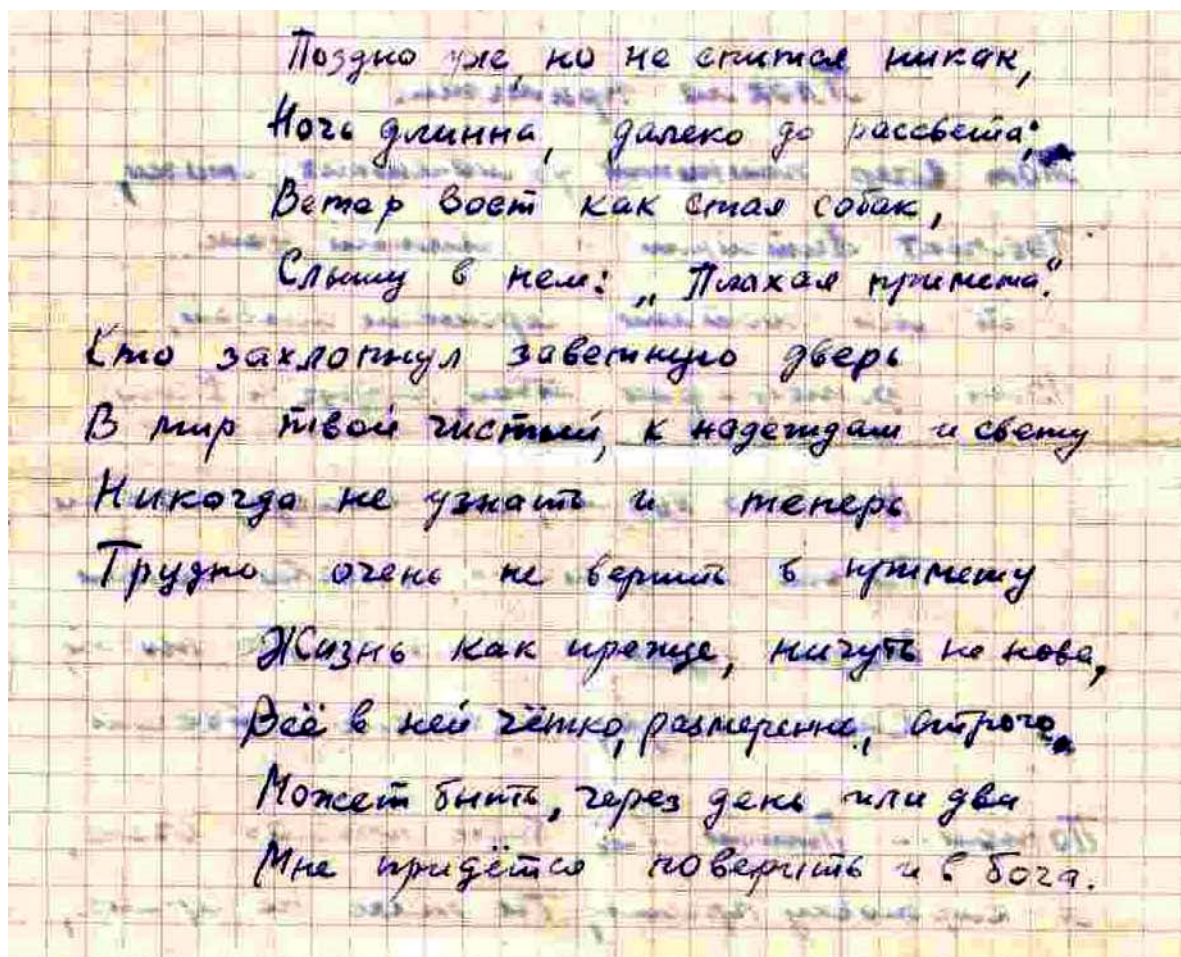 Поздно уже, но не спится никак,
Ночь длинна, далеко до рассвета;
Ветер воет как стая собак,
Слышу в нем: „Плохая примета".
Кто захлопнул заветную дверь
В мир твой чистый, к надеждам и свету
Никогда не узнать и теперь
Трудно очень не верить в примету
Жизнь как прежде, ничуть не нова,
Всё в ней чётко, размеренно, строго,
Может быть, через день или два
Мне придётся поверить и в бога.